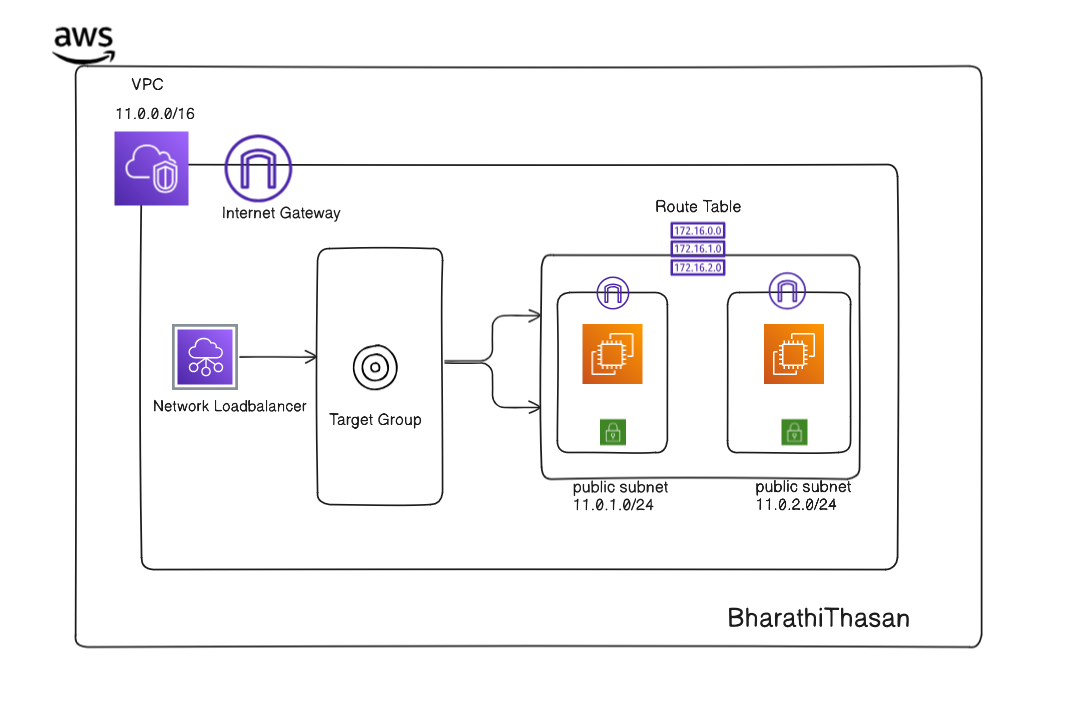 aws
VPC
11.0.0.0/16
Internet Gateway
Route Table
172.16.0.0
172.16.1.0
172.16.2.0
Network Loadbalancer
Target Group
public subnet
11.0.1.0/24
public subnet
11.0.2.0/24
BharathiThasan